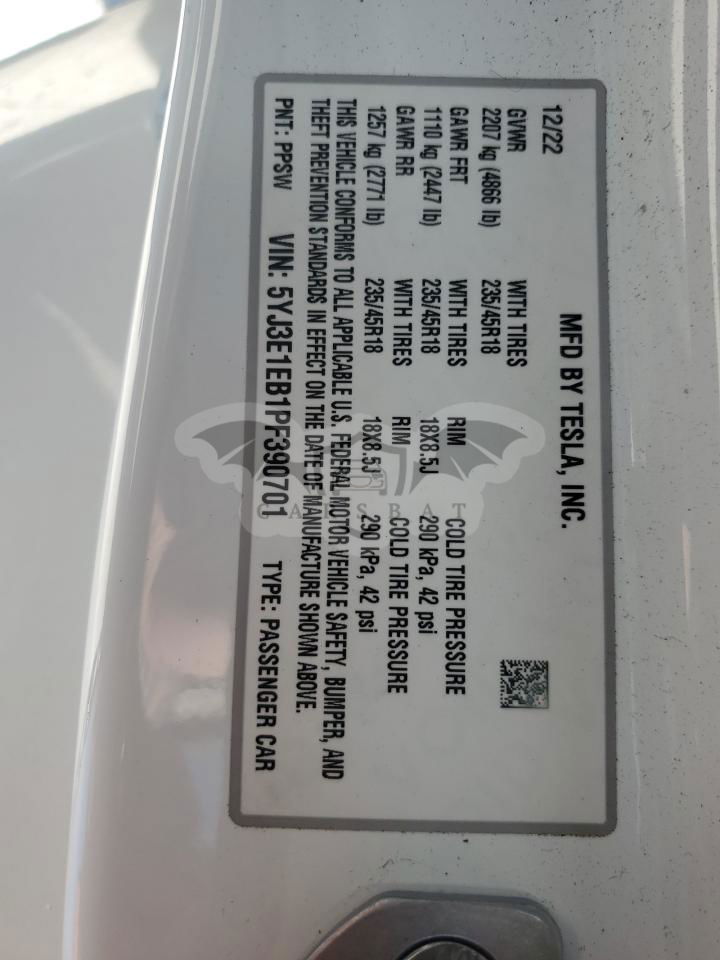 MFD BY TESLA, INC.
12/22
GVWR
2207 kg (4866 lb)
WITH TIRES
235/45R18
GAWR FRT WITH TIRES RIM COLD TIRE PRESSURE
1110 kg (2447 lb) 235/45R18 18X8.5J 290 kPa, 42 psi
GAWR RR WITH TIRES RIM COLD TIRE PRESSURE
1257 kg (2771 lb) 235/45R18 18X8.5J 290 kPa, 42 psi
THIS VEHICLE CONFORMS TO ALL APPLICABLE U.S. FEDERAL MOTOR VEHICLE SAFETY, BUMPER, AND
THEFT PREVENTION STANDARDS IN EFFECT ON THE DATE OF MANUFACTURE SHOWN ABOVE.
PNT: PPSW VIN: 5YJ3E1EB1PF390701 TYPE: PASSENGER CAR
CARSBAT